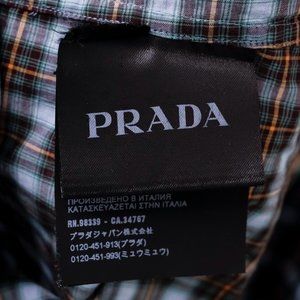 PRADA
ПРОИЗВЕДЕНО В ИТАЛИЯ
ΚΑΤΑΣΚΕΥΑΖΕΤΑΙ ΣΤΗΝ ΙΤΑΛΙΑ
RN.98339 - CA.34767
プラダジャパン株式会社
0120-451-913(プラダ)
0120-451-993(ミュウミュウ)